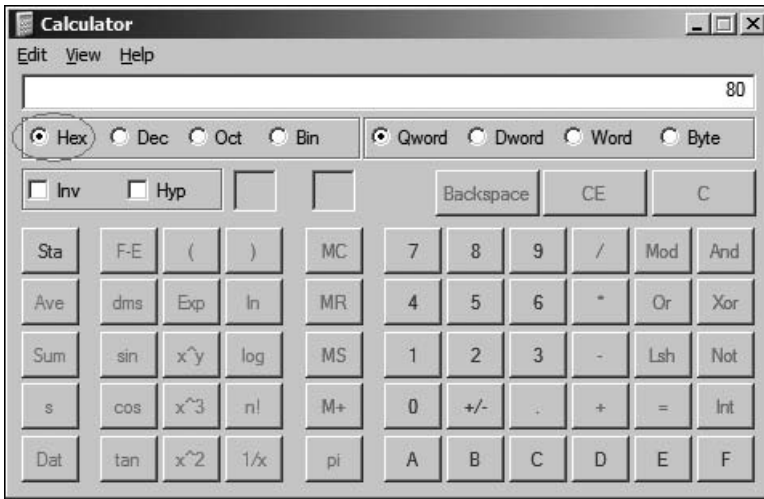 Calculator
Edit View Help
80
Hex Dec Oct Bin Qword Dword Word Byte
Inv Hyp Backspace CE C
Sta F-E ( ) MC 7 8 9 / Mod And
Ave dms Exp ln MR 4 5 6 * Or Xor
Sum sin x^y log MS 1 2 3 - Lsh Not
s cos x^3 n! M+ 0 +/- . + = Int
Dat tan x^2 1/x pi A B C D E F